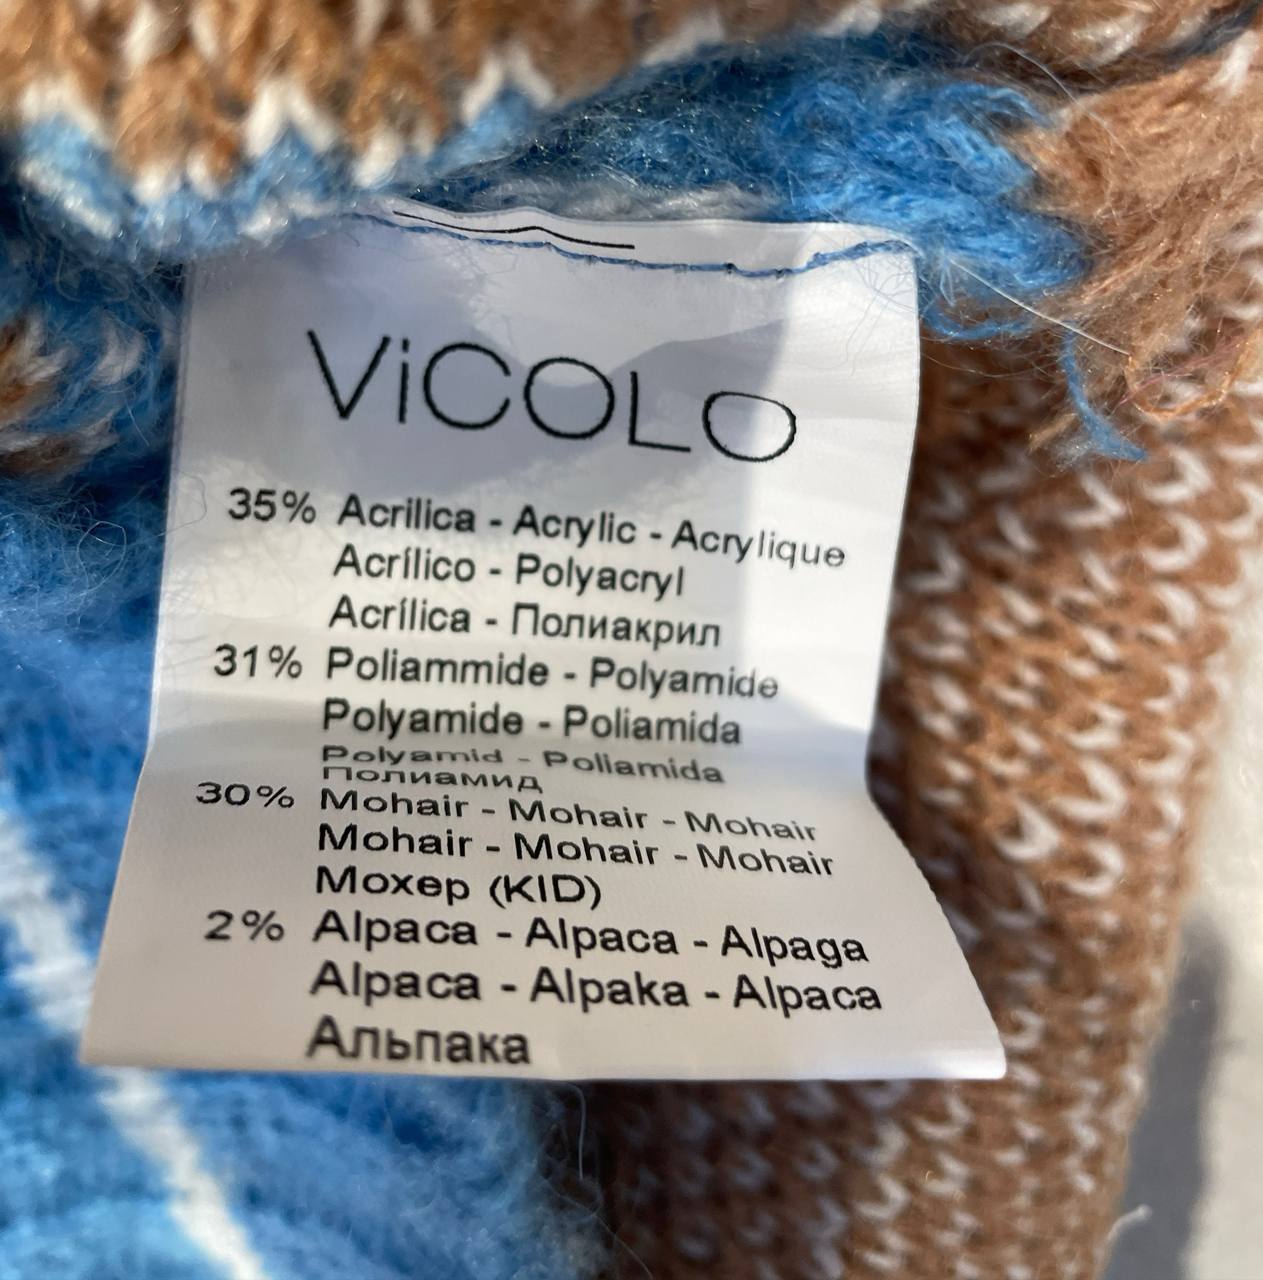 ViCOLO
35% Acrilica - Acrylic - Acrylique
Acrílico - Polyacryl
Acrílica - Полиакрил
31% Poliammide - Polyamide
Polyamide - Poliamida
Polyamid - Poliamida
Полиамид
30% Mohair - Mohair - Mohair
Mohair - Mohair - Mohair
Мохер (KID)
2% Alpaca - Alpaca - Alpaga
Alpaca - Alpaka - Alpaca
Альпака